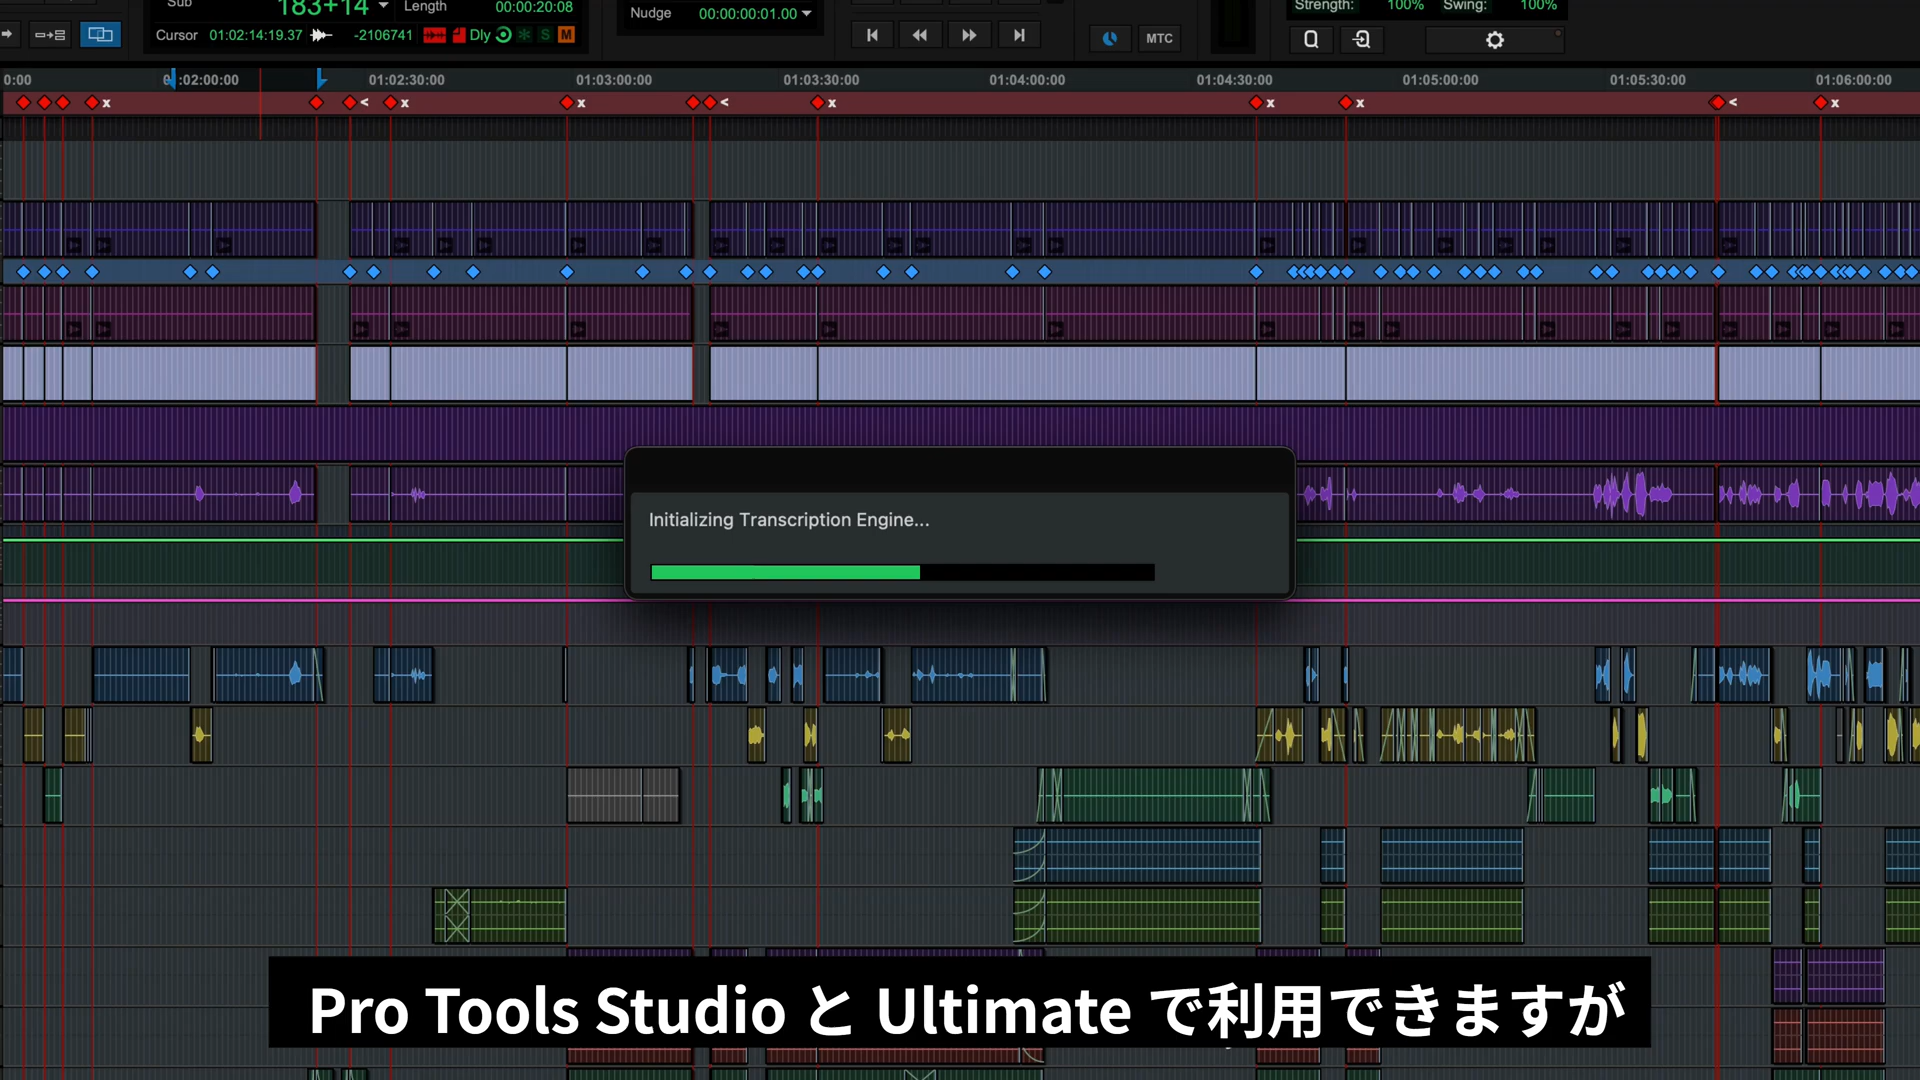 Sub 183+14 Length 00:00:20:08
Nudge 00:00:00:01.00
Strength: 100% Swing: 100%
Cursor 01:02:14:19.37 -2106741 Dly S M
MTC
0:00 01:02:30:00 01:03:00:00 01:03:30:00 01:04:00:00 01:04:30:00 01:05:00:00 01:05:30:00 01:06:00:00
x < x x < x x x < x
Initializing Transcription Engine...
Pro Tools Studio と Ultimate で利用できますが